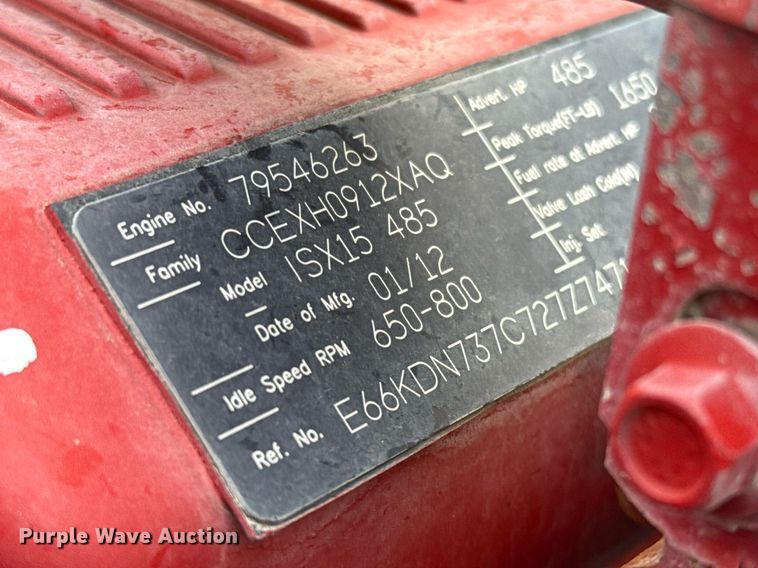 Engine No. 79546263
Family CCEXH0912XAQ
Model ISX15 485
Date of Mfg. 01/12
Idle Speed RPM 650-800
Ref. No.
Advert. HP 485
Peak Torque(FT-LB) 1650
Fuel rate at Advert. HP
Valve Lash Cold(IN)
Inj. Set
Purple Wave Auction